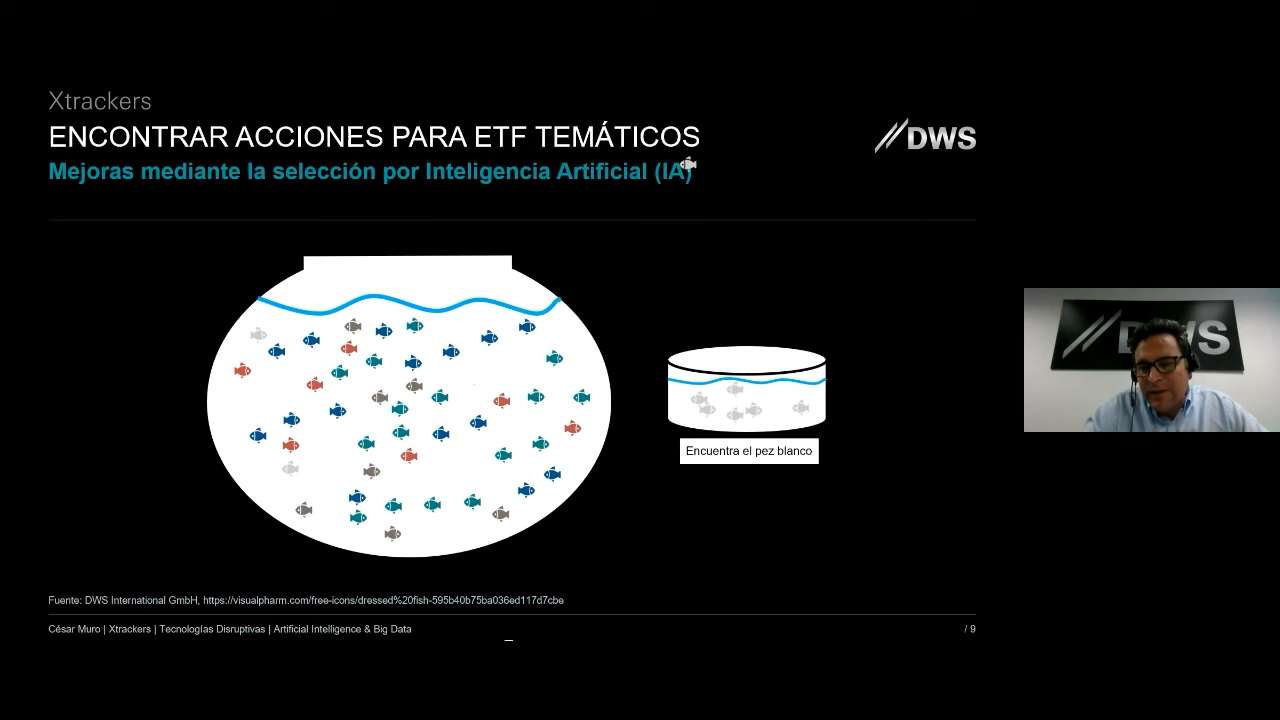 Xtrackers
ENCONTRAR ACCIONES PARA ETF TEMÁTICOS
DWS
Mejoras mediante la selección por Inteligencia Artificial (IA)
DWS
Encuentra el pez blanco
Fuente: DWS International GmbH, https://visualpharm.com/free-icons/dressed%20fish-595b40b75ba036ed117d7cbe
César Muro | Xtrackers | Tecnologías Disruptivas | Artificial Intelligence & Big Data
/ 9